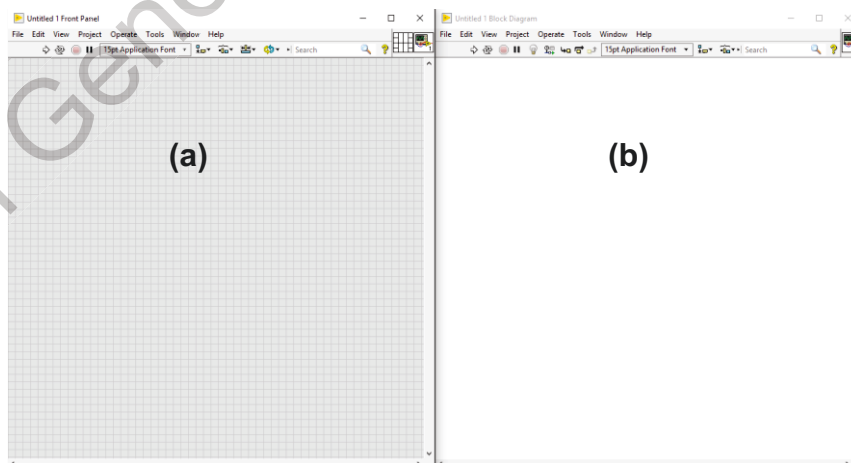 Untitled 1 Front Panel
File Edit View Project Operate Tools Window Help
15pt Application Font Search
(a)
Untitled 1 Block Diagram
File Edit View Project Operate Tools Window Help
15pt Application Font Search
(b)